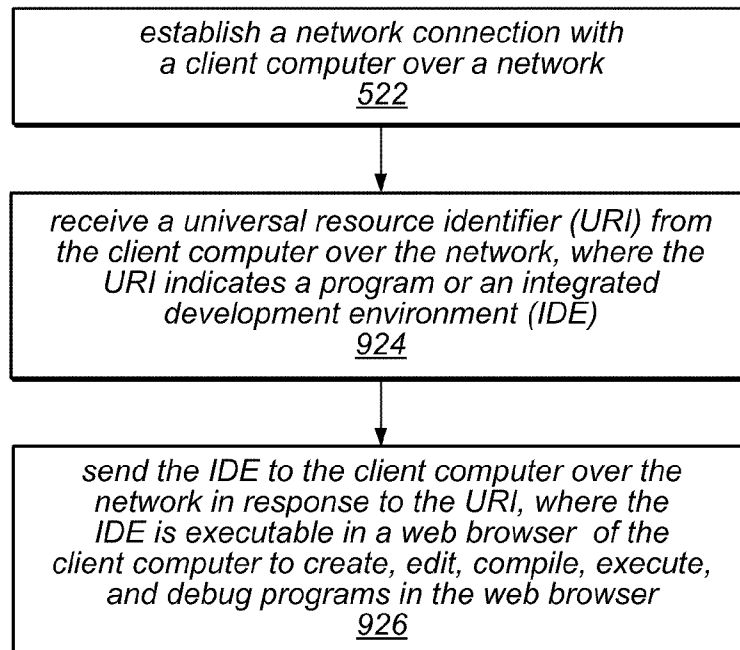 establish a network connection with
a client computer over a network
522
receive a universal resource identifier (URI) from
the client computer over the network, where the
URI indicates a program or an integrated
development environment (IDE)
924
send the IDE to the client computer over the
network in response to the URI, where the
IDE is executable in a web browser of the
client computer to create, edit, compile, execute,
and debug programs in the web browser
926